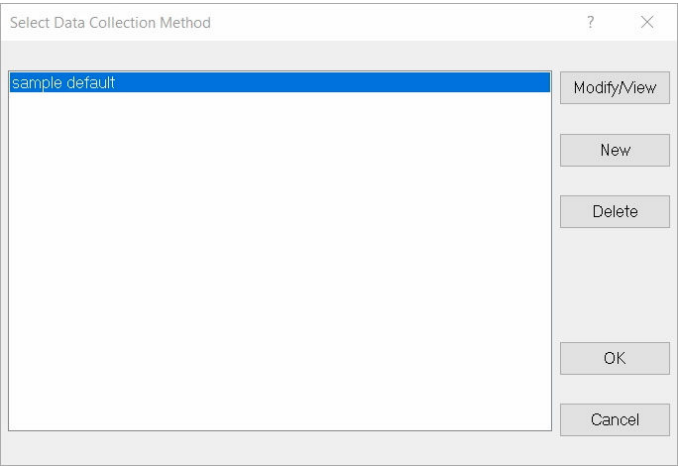 Select Data Collection Method
?
sample default
Modify/View
New
Delete
OK
Cancel